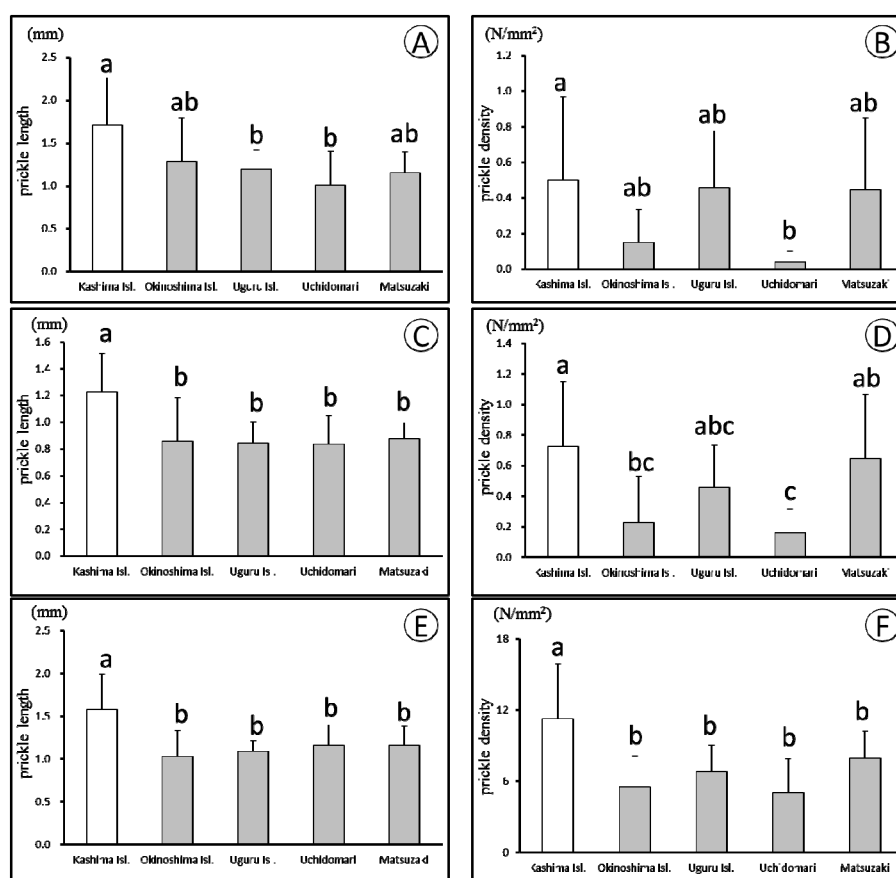 (mm)
A
prickle length
2.5
2.0
1.5
1.0
0.5
0.0
a
ab
b
b
ab
Kashima Isl. Okinoshima Isl. Uguru Isl. Uchidomari Matsuzaki
(N/mm²)
B
prickle density
1.2
1.0
0.8
0.6
0.4
0.2
0.0
a
ab
ab
b
ab
Kashima Isl. Okinoshima Is . Uguru Isl. Uchidomari Matsuzaki
(mm)
C
prickle length
1.6
1.4
1.2
1.0
0.8
0.6
0.4
0.2
0.0
a
b
b
b
b
Kashima Isl. Okinoshima Isl. Uguru Is . Uchidomari Matsuzaki
(N/mm²)
D
prickle density
1.4
1.2
1.0
0.8
0.6
0.4
0.2
0.0
a
bc
abc
c
ab
Kashima Isl. Okinoshima Is . Uguru Isl. Uchidomari Matsuzaki
(mm)
E
prickle length
2.5
2.0
1.5
1.0
0.5
0.0
a
b
b
b
b
Kashima Isl. Okinoshima Isl. Uguru Is . Uchidomari Matsuzaki
(N/mm²)
F
prickle density
18
12
6
0
a
b
b
b
b
Kashima Isl. Okinoshima Isl. Uguru Isl. Uchidomari Matsuzaki